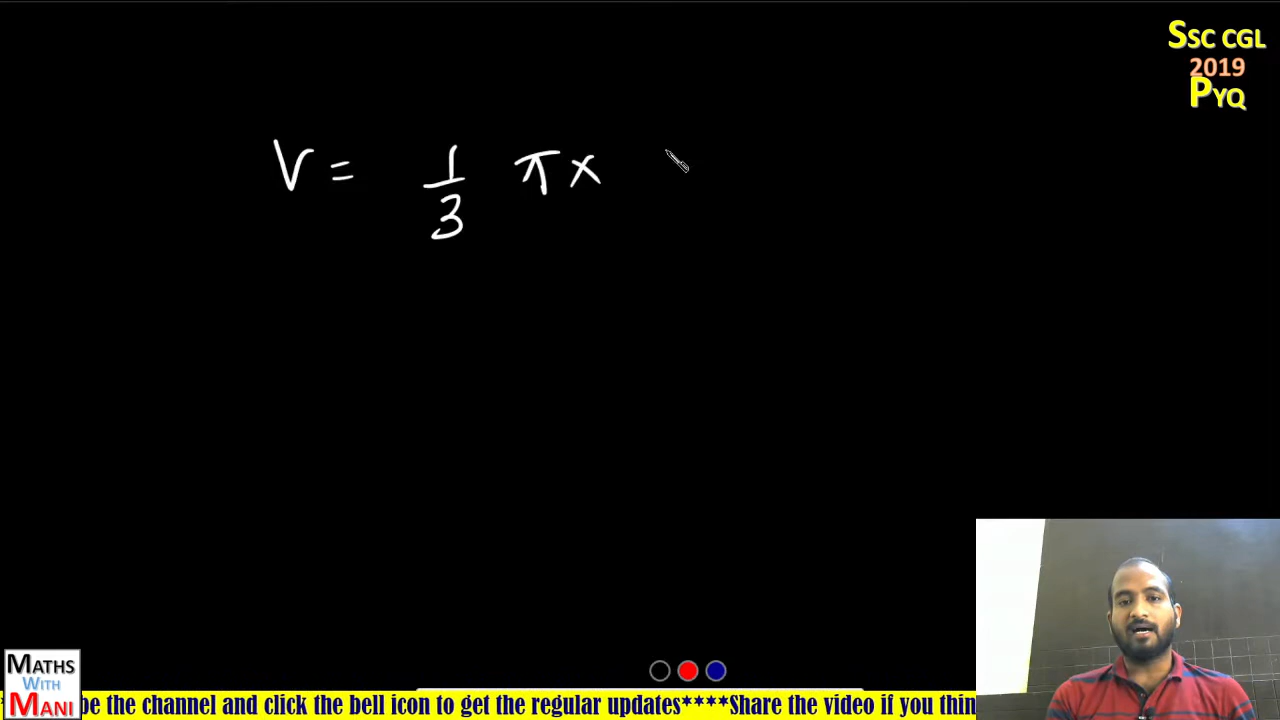 SSC CGL
2019
PYQ
V = 1/3 π x
MATHS
WITH
MANI
be the channel and click the bell icon to get the regular updates****Share the video if you thin